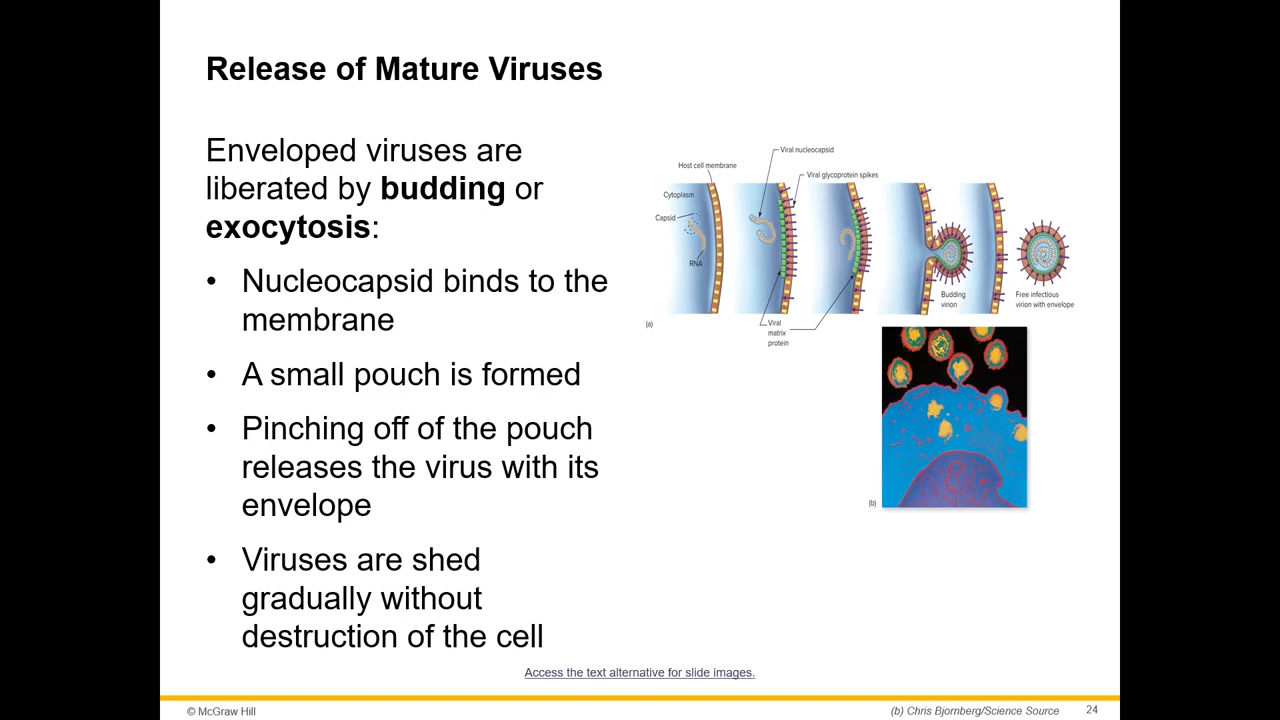 Release of Mature Viruses
Enveloped viruses are
liberated by budding or
exocytosis:
• Nucleocapsid binds to the
membrane
• A small pouch is formed
• Pinching off of the pouch
releases the virus with its
envelope
• Viruses are shed
gradually without
destruction of the cell
Viral nucleocapsid
Host cell membrane
Viral glycoprotein spikes
Cytoplasm
Capsid
RNA
Budding
virion
Free infectious
virion with envelope
Viral
matrix
protein
(a)
(b)
Access the text alternative for slide images.
© McGraw Hill
(b) Chris Bjornberg/Science Source
24